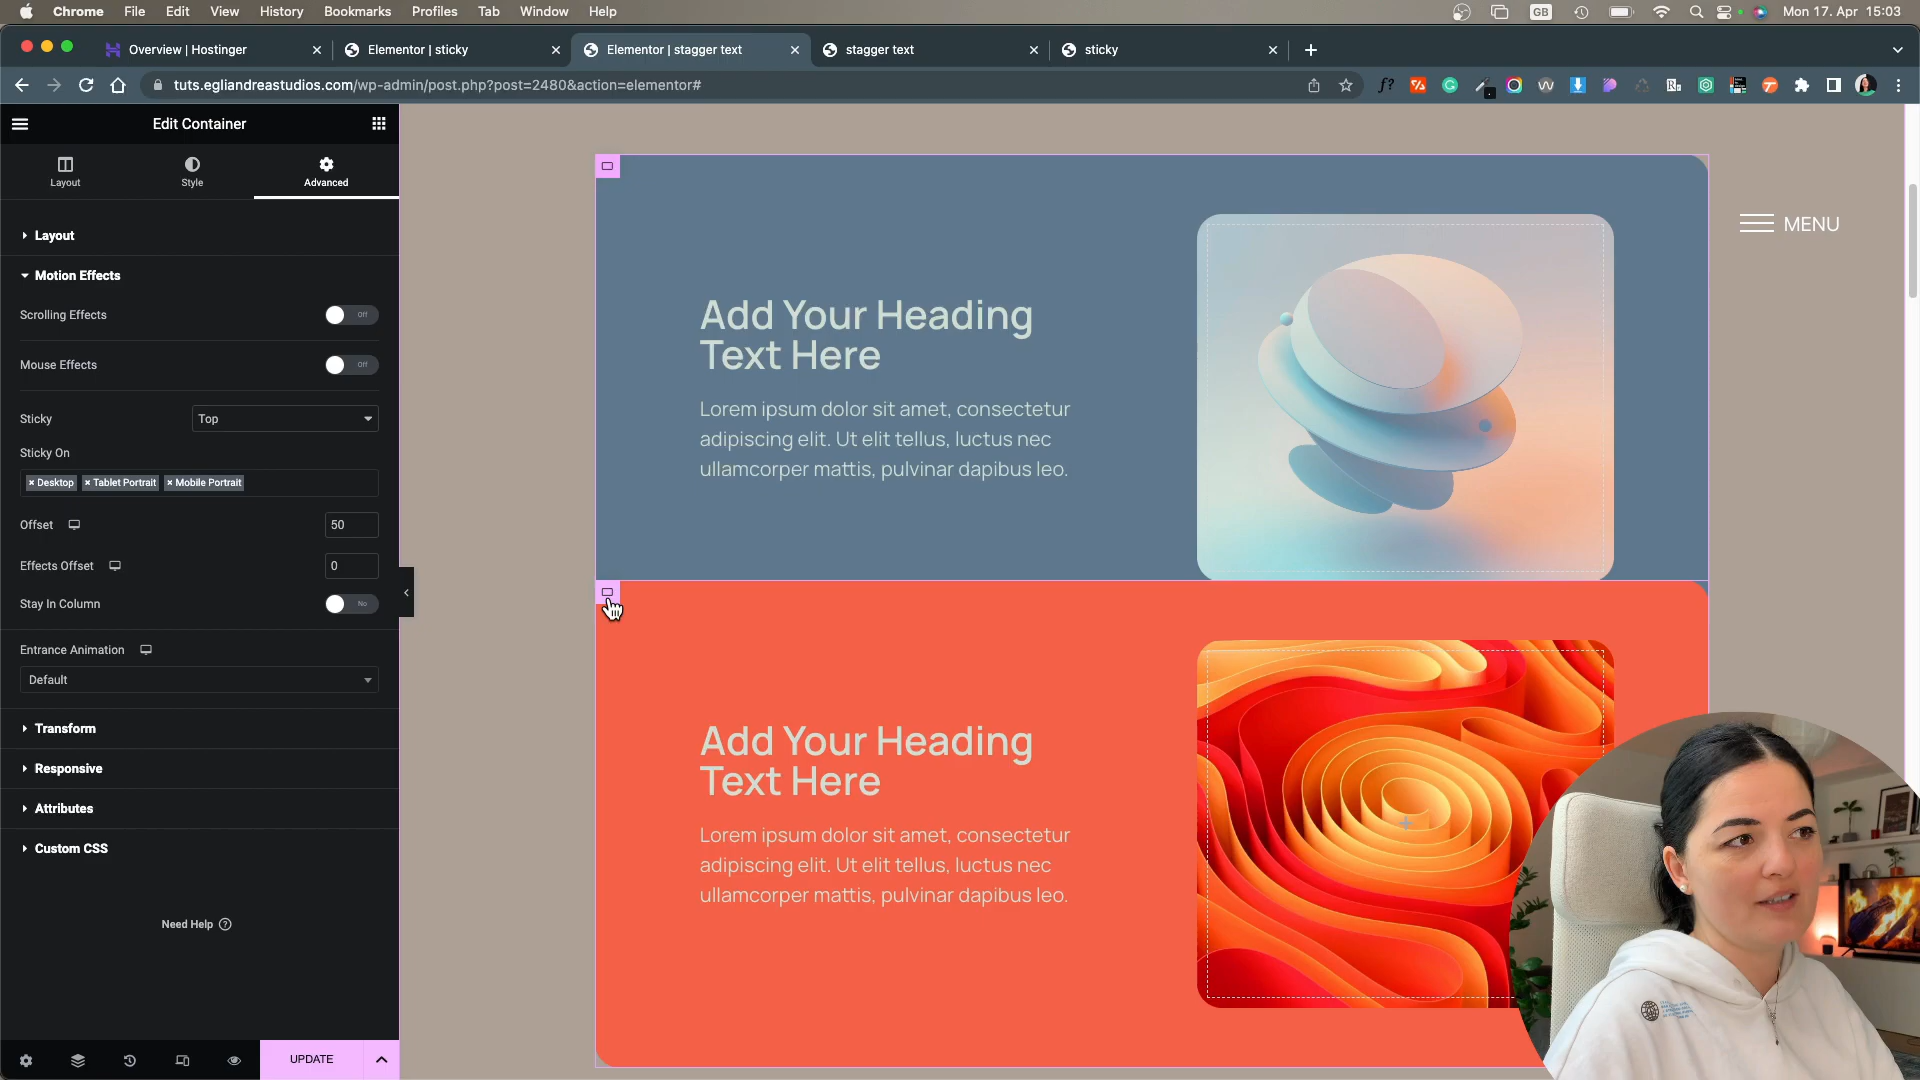 Chrome File Edit View History Bookmarks Profiles Tab Window Help
GB
Mon 17. Apr 15:03
Overview | Hostinger
Elementor | sticky
Elementor | stagger text
stagger text
sticky
tuts.egliandreastudios.com/wp-admin/post.php?post=2480&action=elementor#
Edit Container
Layout
Style
Advanced
Layout
Motion Effects
Scrolling Effects
Off
Mouse Effects
Off
Sticky
Top
Sticky On
× Desktop × Tablet Portrait × Mobile Portrait
Offset
50
Effects Offset
0
Stay In Column
No
Entrance Animation
Default
Transform
Responsive
Attributes
Custom CSS
Need Help ?
UPDATE
MENU
Add Your Heading
Text Here
Lorem ipsum dolor sit amet, consectetur
adipiscing elit. Ut elit tellus, luctus nec
ullamcorper mattis, pulvinar dapibus leo.
Add Your Heading
Text Here
Lorem ipsum dolor sit amet, consectetur
adipiscing elit. Ut elit tellus, luctus nec
ullamcorper mattis, pulvinar dapibus leo.